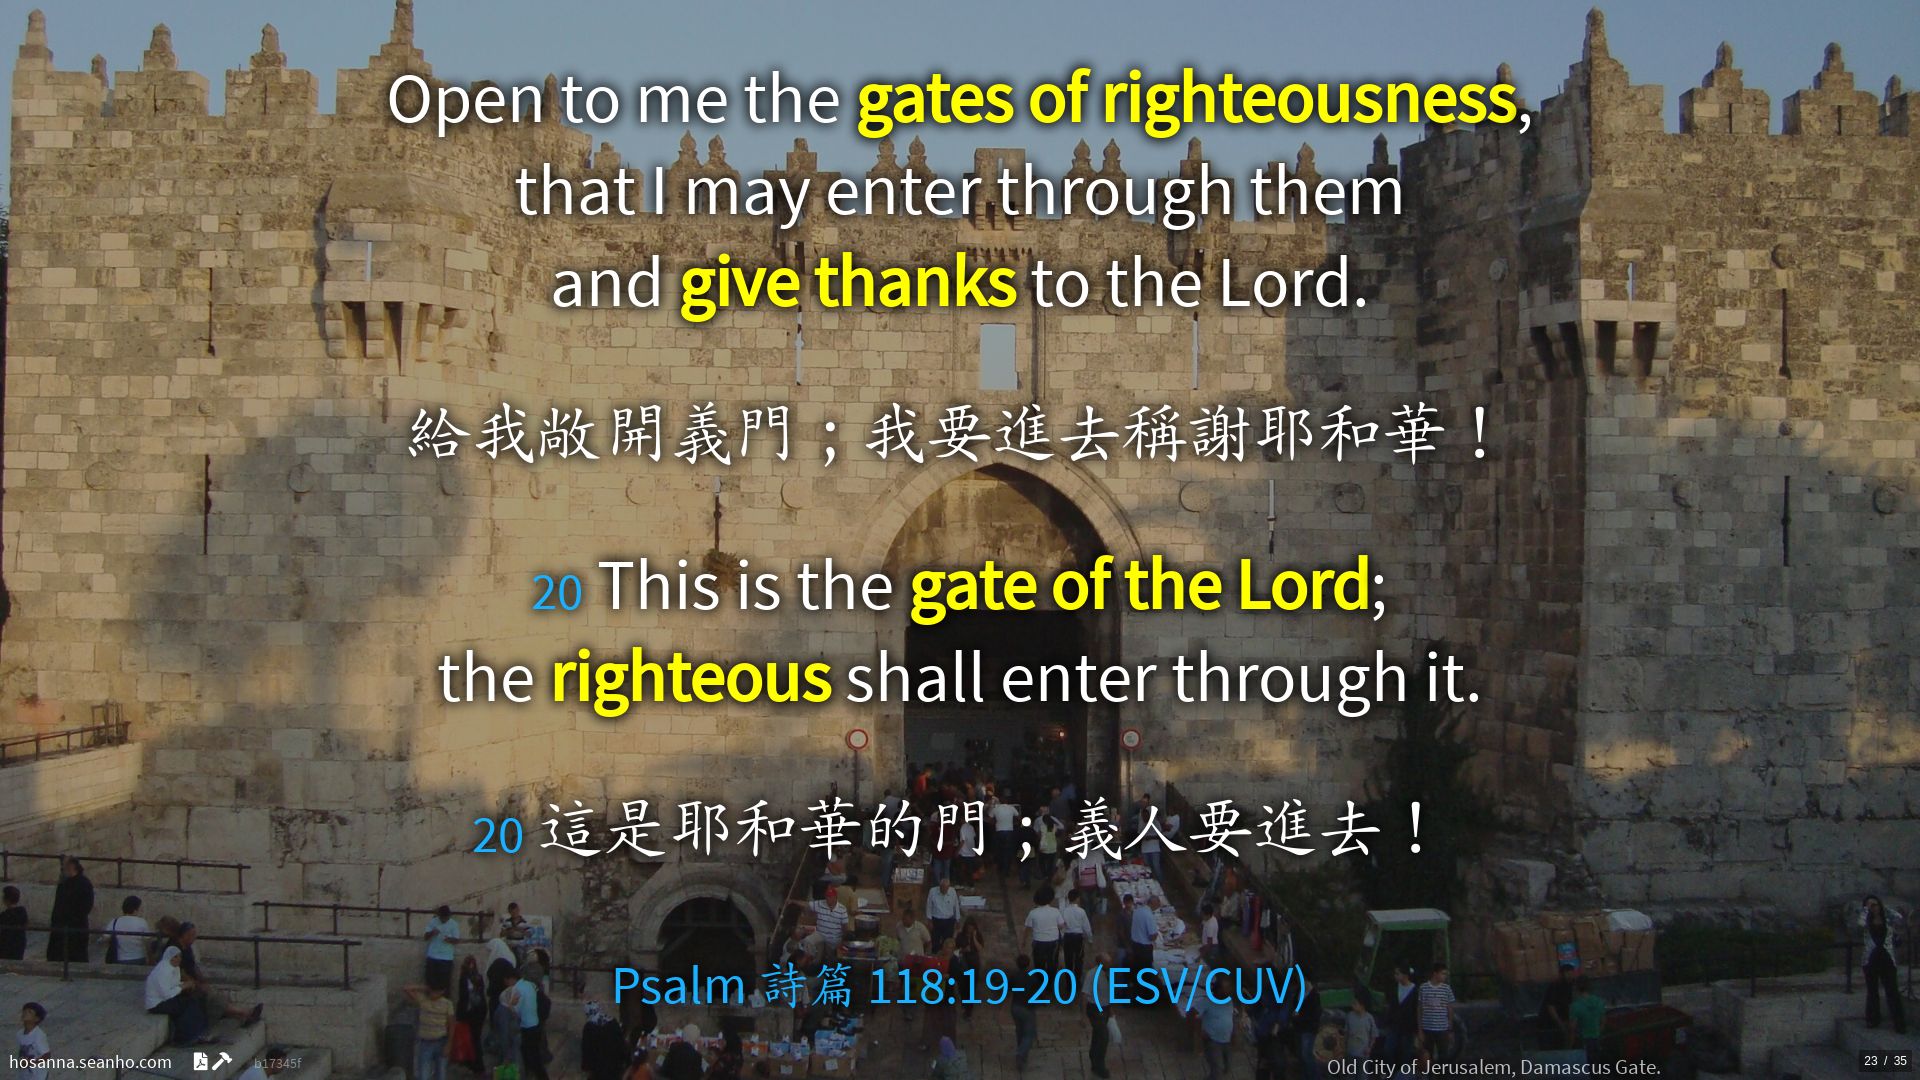 Open to me the gates of righteousness,
that I may enter through them
and give thanks to the Lord.
給我敞開義門；我要進去稱謝耶和華！
20 This is the gate of the Lord;
the righteous shall enter through it.
20 這是耶和華的門；義人要進去！
Psalm 詩篇 118:19-20 (ESV/CUV)
hosanna.seanho.com b17345f
Old City of Jerusalem, Damascus Gate.
23 / 35